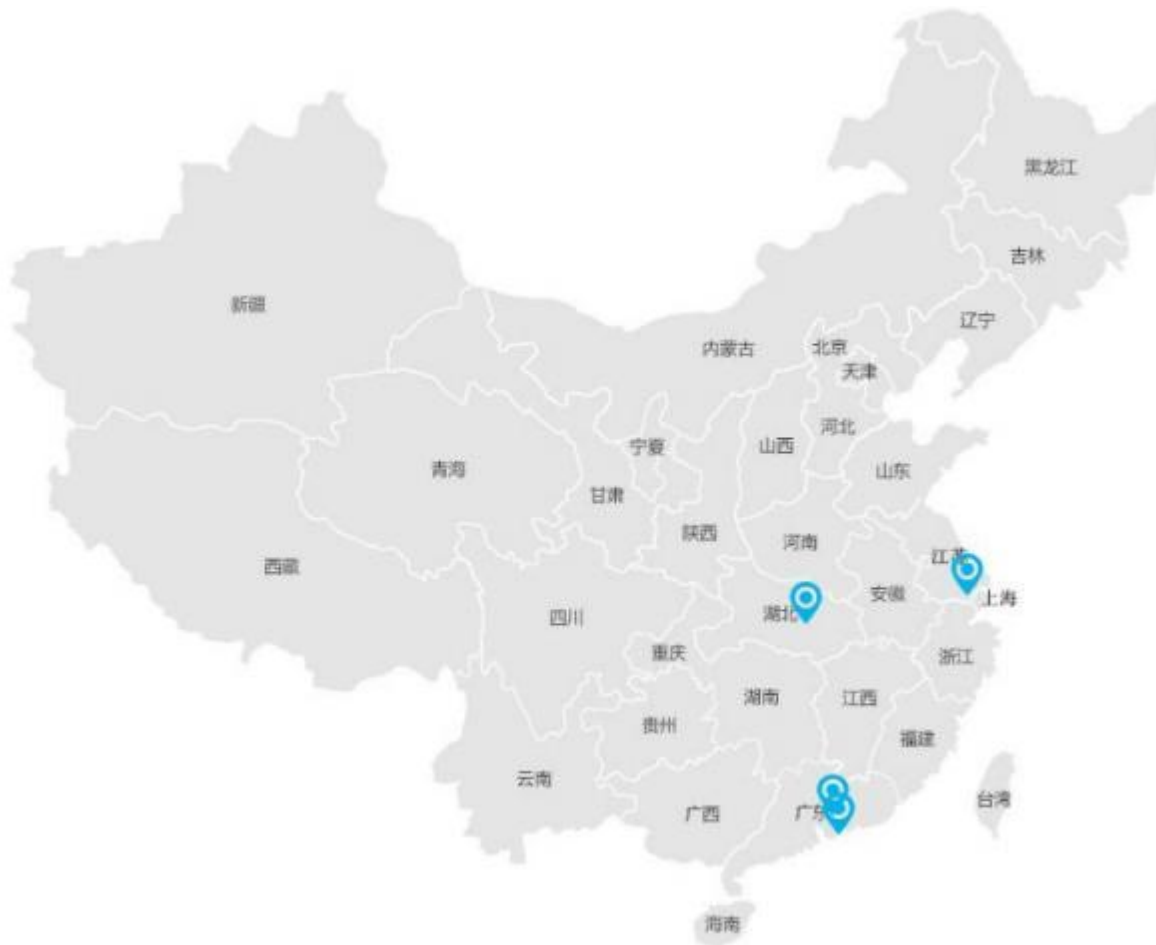 黑龙江
吉林
辽宁
新疆
内蒙古
北京
天津
河北
宁夏
山西
青海
山东
甘肃
陕西
河南
江苏
西藏
安徽
上海
四川
湖北
重庆
浙江
湖南
江西
贵州
福建
云南
台湾
广西
广东
海南